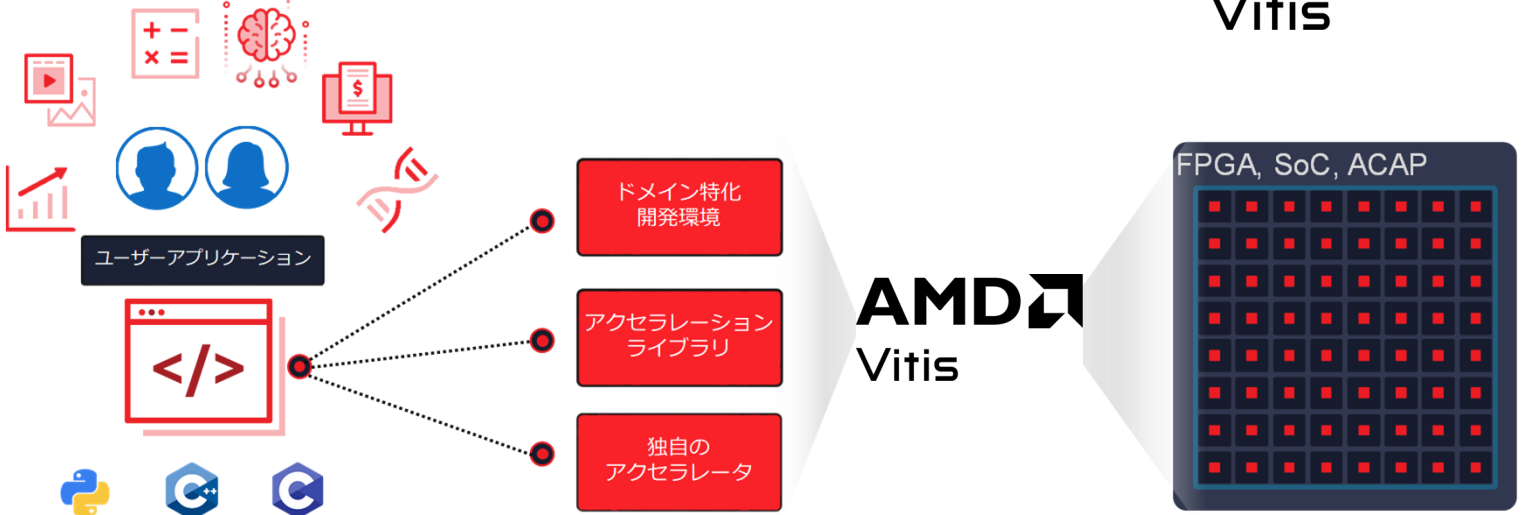 Vitis
FPGA, SoC, ACAP
ユーザーアプリケーション
</>
$
ドメイン特化
開発環境
アクセラレーション
ライブラリ
独自の
アクセラレータ
AMD
Vitis
C++
C